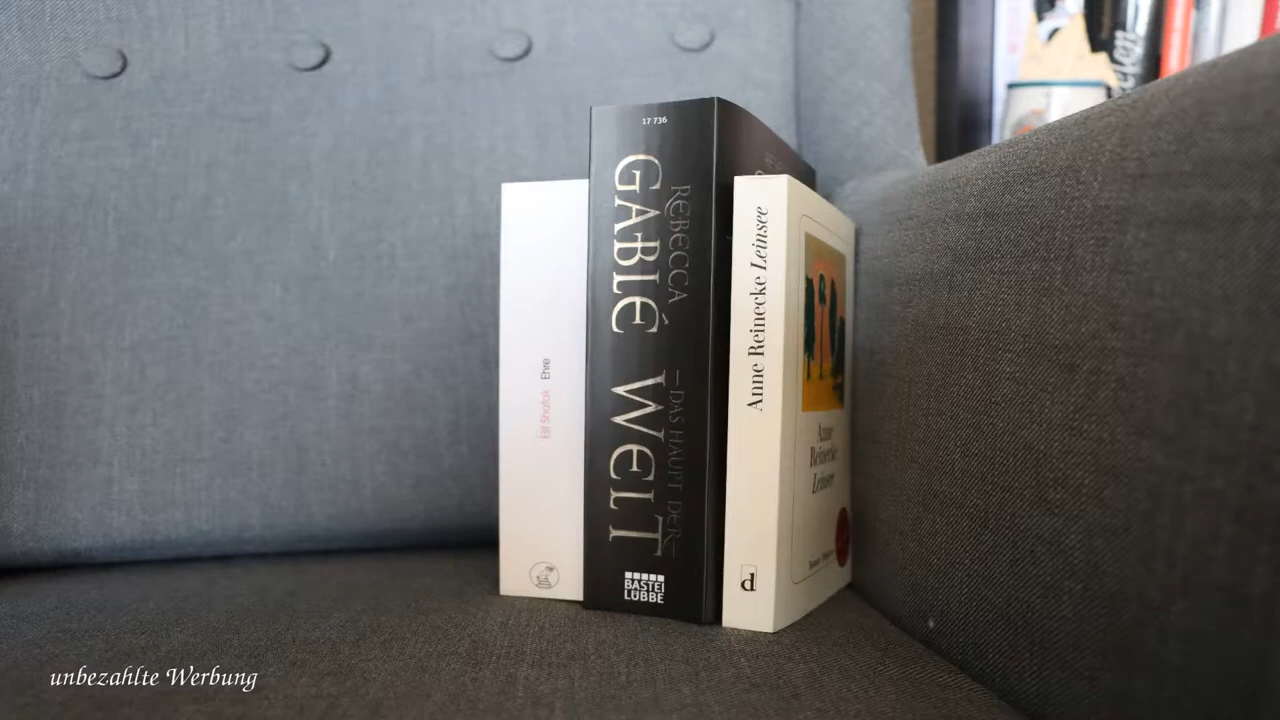 Elif Shafak Ehre
17 736
REBECCA
GABLÉ
– DAS HAUPT DER –
WELT
BASTEI
LÜBBE
Anne Reinecke Leinsee
d
Anne
Reinecke
Leinsee
unbezahlte Werbung